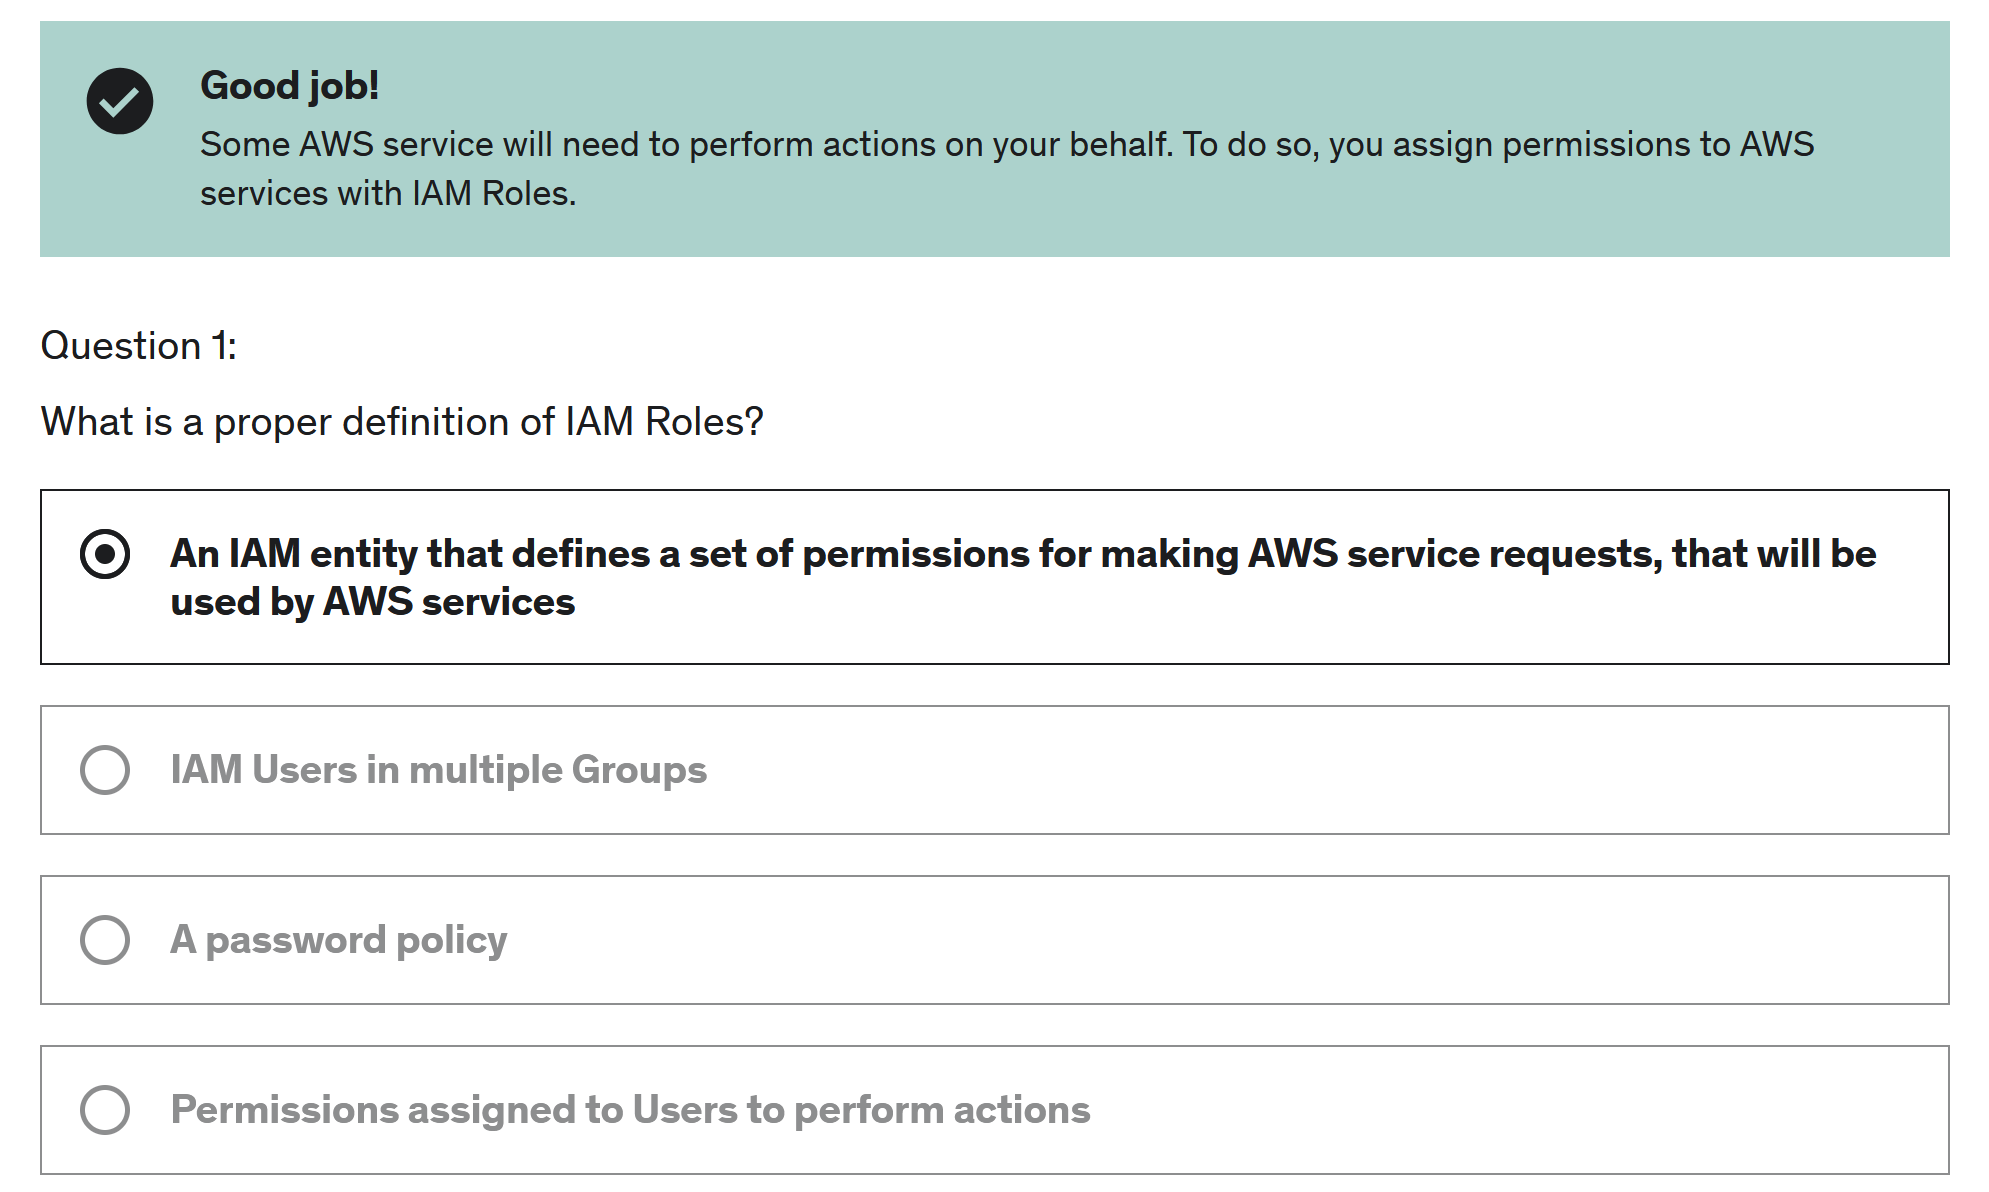 Good job!
Some AWS service will need to perform actions on your behalf. To do so, you assign permissions to AWS
services with IAM Roles.
Question 1:
What is a proper definition of IAM Roles?
An IAM entity that defines a set of permissions for making AWS service requests, that will be
used by AWS services
IAM Users in multiple Groups
A password policy
Permissions assigned to Users to perform actions